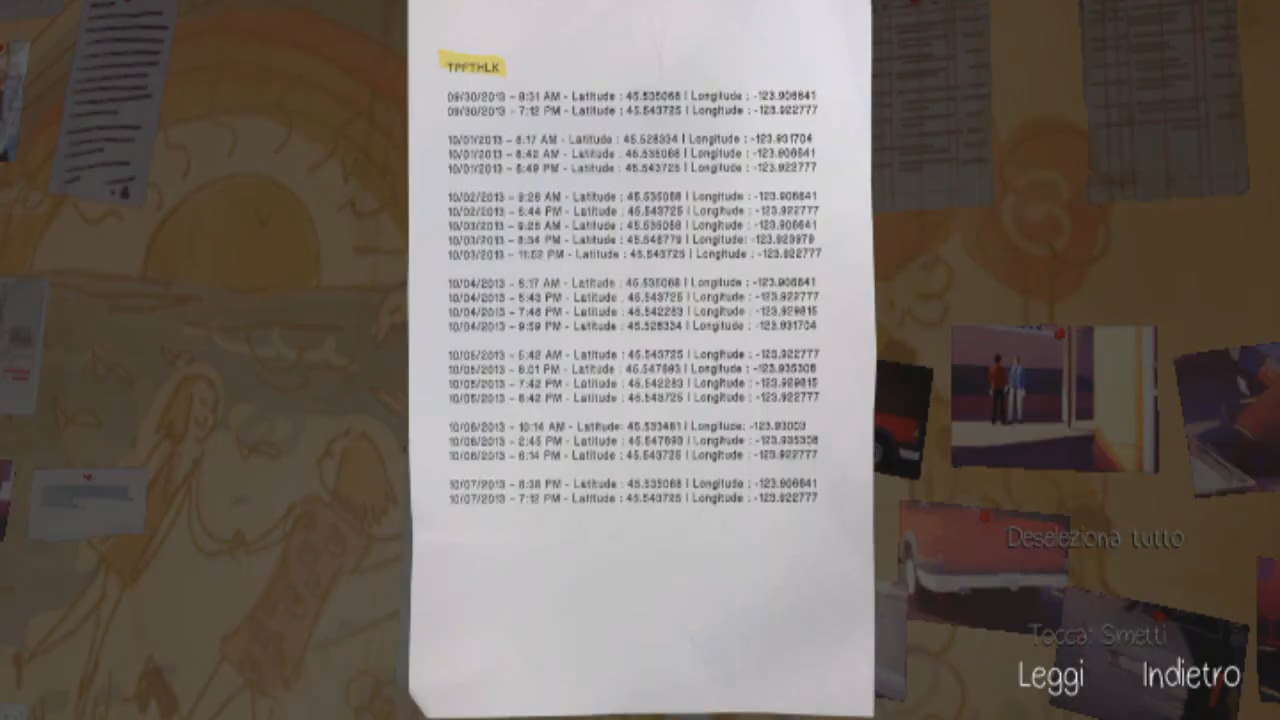 TPFTHLK
09/30/2013 - 8:31 AM - Latitude : 45.535068 | Longitude : -123.906641
09/30/2013 - 7:12 PM - Latitude : 45.543725 | Longitude : -123.922777
10/01/2013 - 8.17 AM - Latitude : 45.528334 | Longitude : -123.931704
10/01/2013 - 8:42 AM - Latitude : 45.535068 | Longitude : -123.906641
10/01/2013 - 5:49 PM - Latitude : 45.543725 | Longitude : -123.922777
10/02/2013 - 9:26 AM - Latitude : 45.535068 | Longitude : -123.906641
10/02/2013 - 5:44 PM - Latitude : 45.543725 | Longitude : -123.922777
10/03/2013 - 9:25 AM - Latitude : 45.535068 | Longitude : -123.906641
10/03/2013 - 8:34 PM - Latitude : 45.548779 | Longitude: -123.923979
10/03/2013 - 11:52 PM - Latitude : 45.543725 | Longitude : -123.922777
10/04/2013 - 5:17 AM - Latitude : 45.535068 | Longitude : -123.906641
10/04/2013 - 5:43 PM - Latitude : 45.543725 | Longitude : -123.922777
10/04/2013 - 7:48 PM - Latitude : 45.542283 | Longitude : -123.929815
10/04/2013 - 9:59 PM - Latitude : 45.528334 | Longitude : -123.931704
10/05/2013 - 5:42 AM - Latitude : 45.543725 | Longitude : -123.922777
10/05/2013 - 6:01 PM - Latitude : 45.547693 | Longitude : -123.935308
10/05/2013 - 7:42 PM - Latitude : 45.542283 | Longitude : -123.929815
10/05/2013 - 8:42 PM - Latitude : 45.543725 | Longitude : -123.922777
10/06/2013 - 10:14 AM - Latitude: 45.533461 | Longitude: -123.93003
10/06/2013 - 2:45 PM - Latitude : 45.547693 | Longitude : -123.935308
10/06/2013 - 6:14 PM - Latitude : 45.543725 | Longitude : -123.922777
10/07/2013 - 8:38 PM - Latitude : 45.535068 | Longitude : -123.906641
10/07/2013 - 7:12 PM - Latitude : 45.543725 | Longitude : -123.922777
Deseleziona tutto
Tocca: Smetti
Leggi Indietro